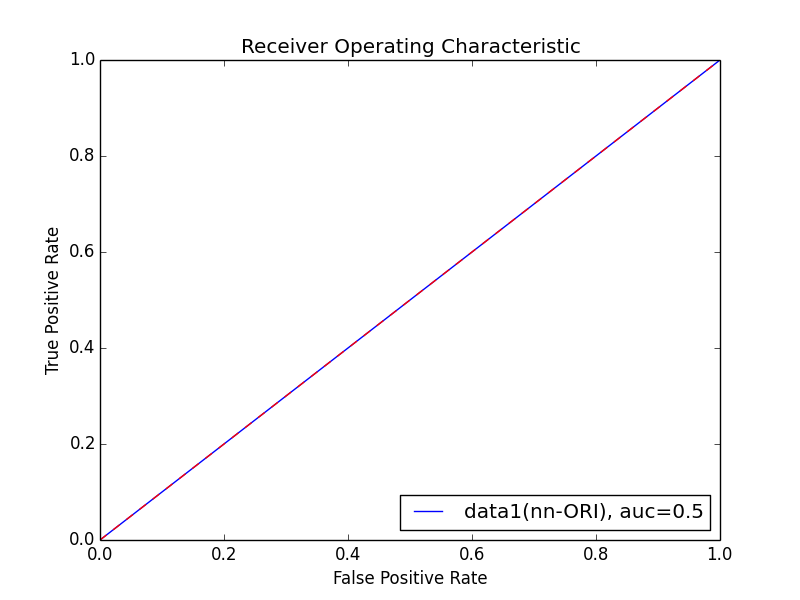 Receiver Operating Characteristic
1.0
0.8
0.6
0.4
0.2
0.0
True Positive Rate
data1(nn-ORI), auc=0.5
0.0 0.2 0.4 0.6 0.8 1.0
False Positive Rate